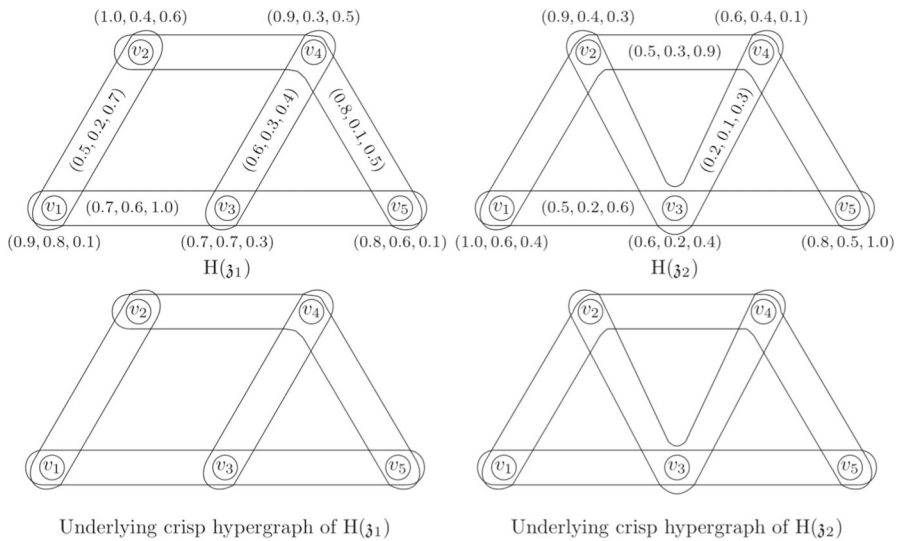 (1.0, 0.4, 0.6) (0.9, 0.3, 0.5) (0.9, 0.4, 0.3) (0.6, 0.4, 0.1)
v₂ v₄ v₂ (0.5, 0.3, 0.9) v₄
(0.5, 0.2, 0.7) (0.6, 0.3, 0.4) (0.8, 0.1, 0.5) (0.2, 0.1, 0.3)
v₁ (0.7, 0.6, 1.0) v₃ v₅ v₁ (0.5, 0.2, 0.6) v₃ v₅
(0.9, 0.8, 0.1) (0.7, 0.7, 0.3) (0.8, 0.6, 0.1) (1.0, 0.6, 0.4) (0.6, 0.2, 0.4) (0.8, 0.5, 1.0)
H(𝔷₁) H(𝔷₂)
v₂ v₄ v₂ v₄
v₁ v₃ v₅ v₁ v₃ v₅
Underlying crisp hypergraph of H(𝔷₁) Underlying crisp hypergraph of H(𝔷₂)